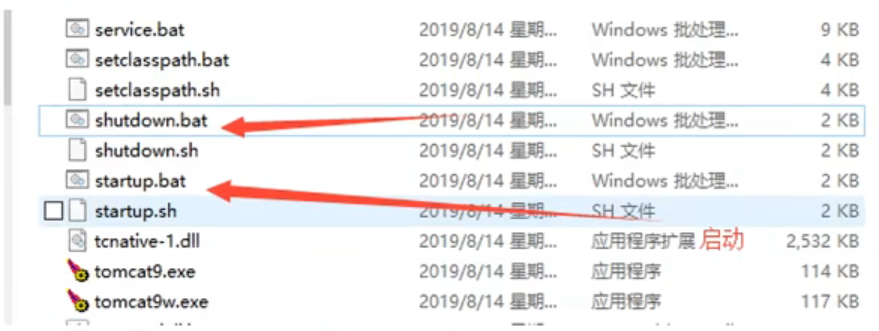 service.bat 2019/8/14 星期... Windows 批处理... 9 KB
setclasspath.bat 2019/8/14 星期... Windows 批处理... 4 KB
setclasspath.sh 2019/8/14 星期... SH 文件 4 KB
shutdown.bat 2019/8/14 星期... Windows 批处理... 2 KB
shutdown.sh 2019/8/14 星期... SH 文件 2 KB
startup.bat 2019/8/14 星期... Windows 批处理... 2 KB
startup.sh 2019/8/14 星期... SH 文件 2 KB
tcnative-1.dll 2019/8/14 星期... 应用程序扩展 启动 2,532 KB
tomcat9.exe 2019/8/14 星期... 应用程序 114 KB
tomcat9w.exe 2019/8/14 星期... 应用程序 117 KB